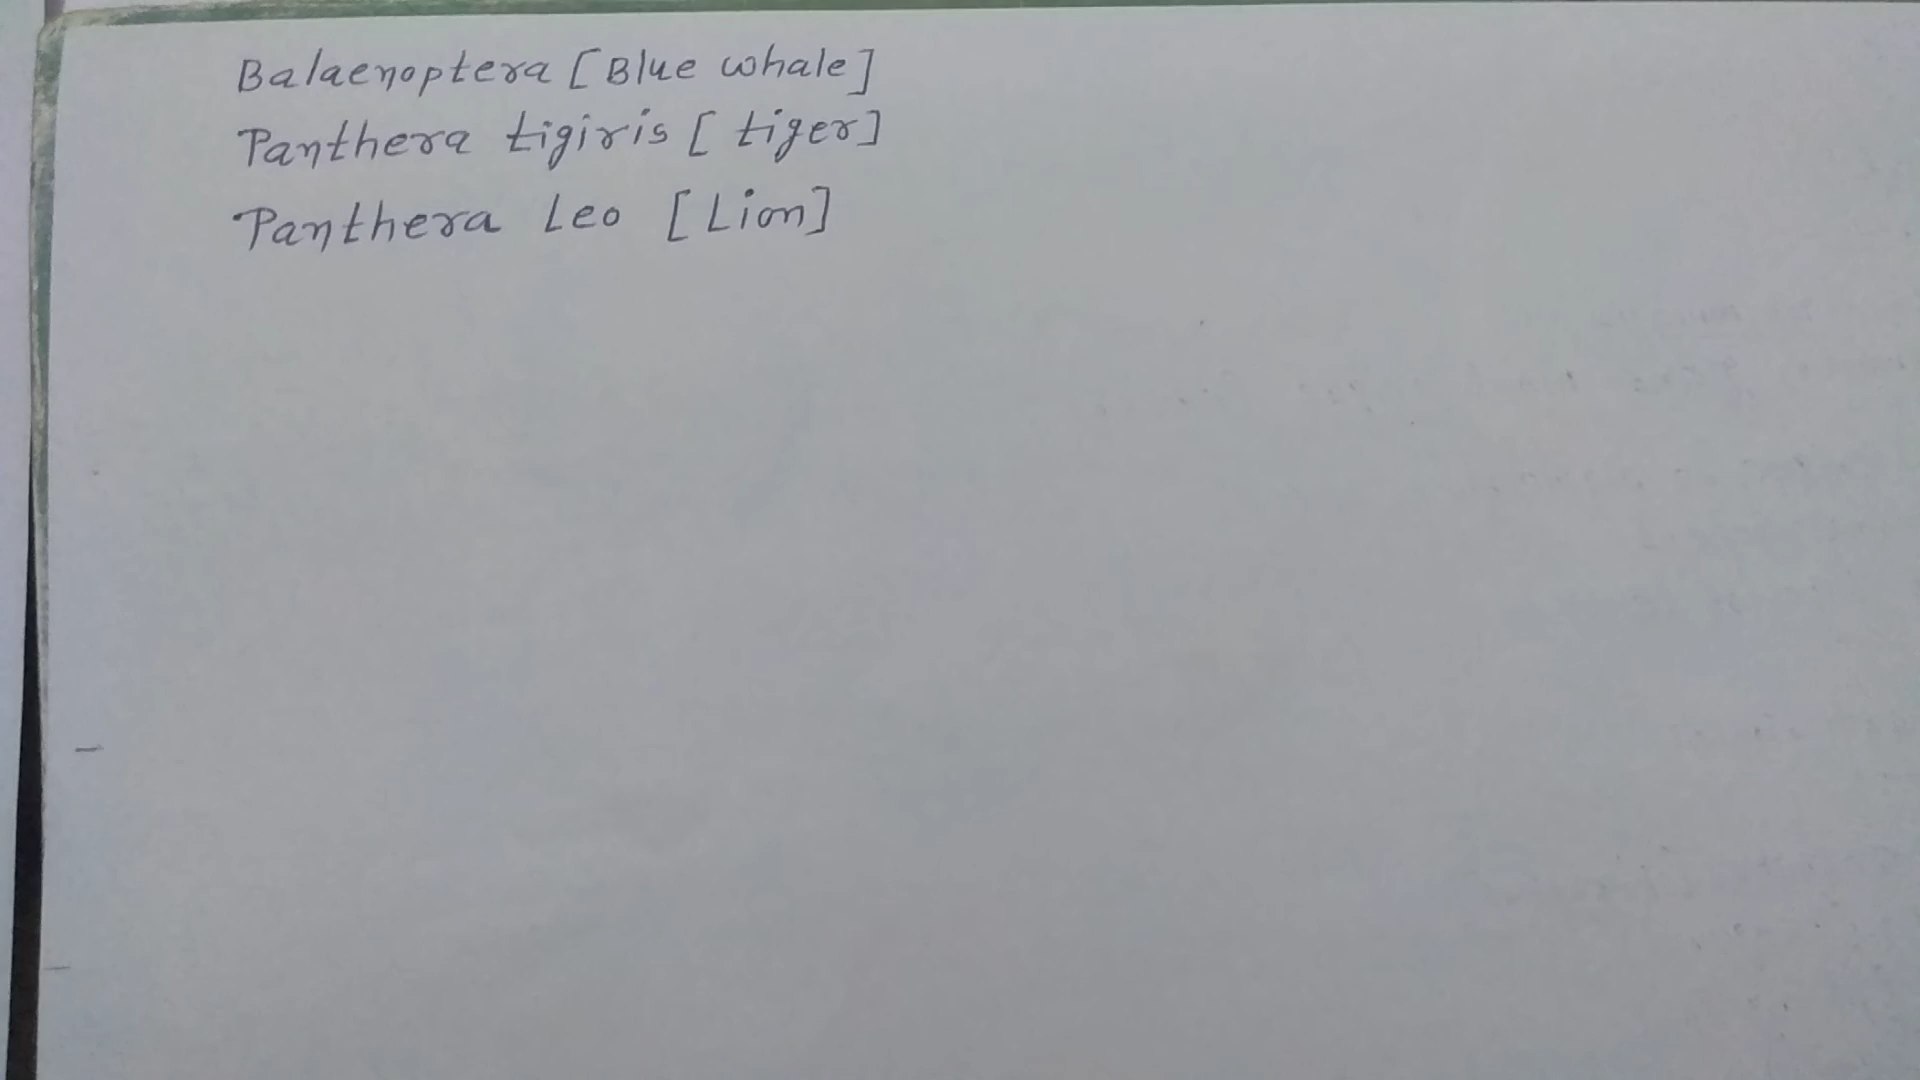 Balaenoptera [Blue whale]
Panthera tigiris [tiger]
Panthera Leo [Lion]